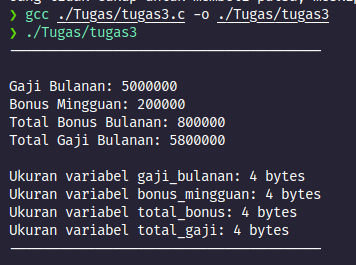 ❯ gcc ./Tugas/tugas3.c -o ./Tugas/tugas3
❯ ./Tugas/tugas3
Gaji Bulanan: 5000000
Bonus Mingguan: 200000
Total Bonus Bulanan: 800000
Total Gaji Bulanan: 5800000
Ukuran variabel gaji_bulanan: 4 bytes
Ukuran variabel bonus_mingguan: 4 bytes
Ukuran variabel total_bonus: 4 bytes
Ukuran variabel total_gaji: 4 bytes